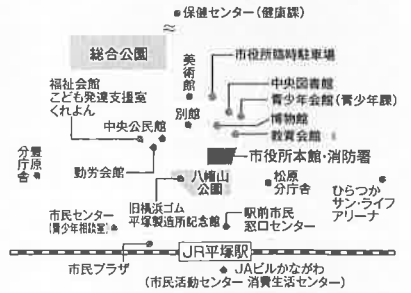 保健センター(健康課)
総合公園
美術館
市役所臨時駐車場
中央図書館
青少年会館(青少年課)
博物館
教育会館
福祉会館
こども発達支援室
くれよん
中央公民館
別館
市役所本館・消防署
豊原分庁舎
勤労会館
八幡山
公園
松原
分庁舎
ひらつか
サン・ライフ
アリーナ
旧横浜ゴム
平塚製造所記念館
市民センター
(青少年相談室)
駅前市民
窓口センター
JR平塚駅
市民プラザ
JAビルかながわ
(市民活動センター 消費生活センター)